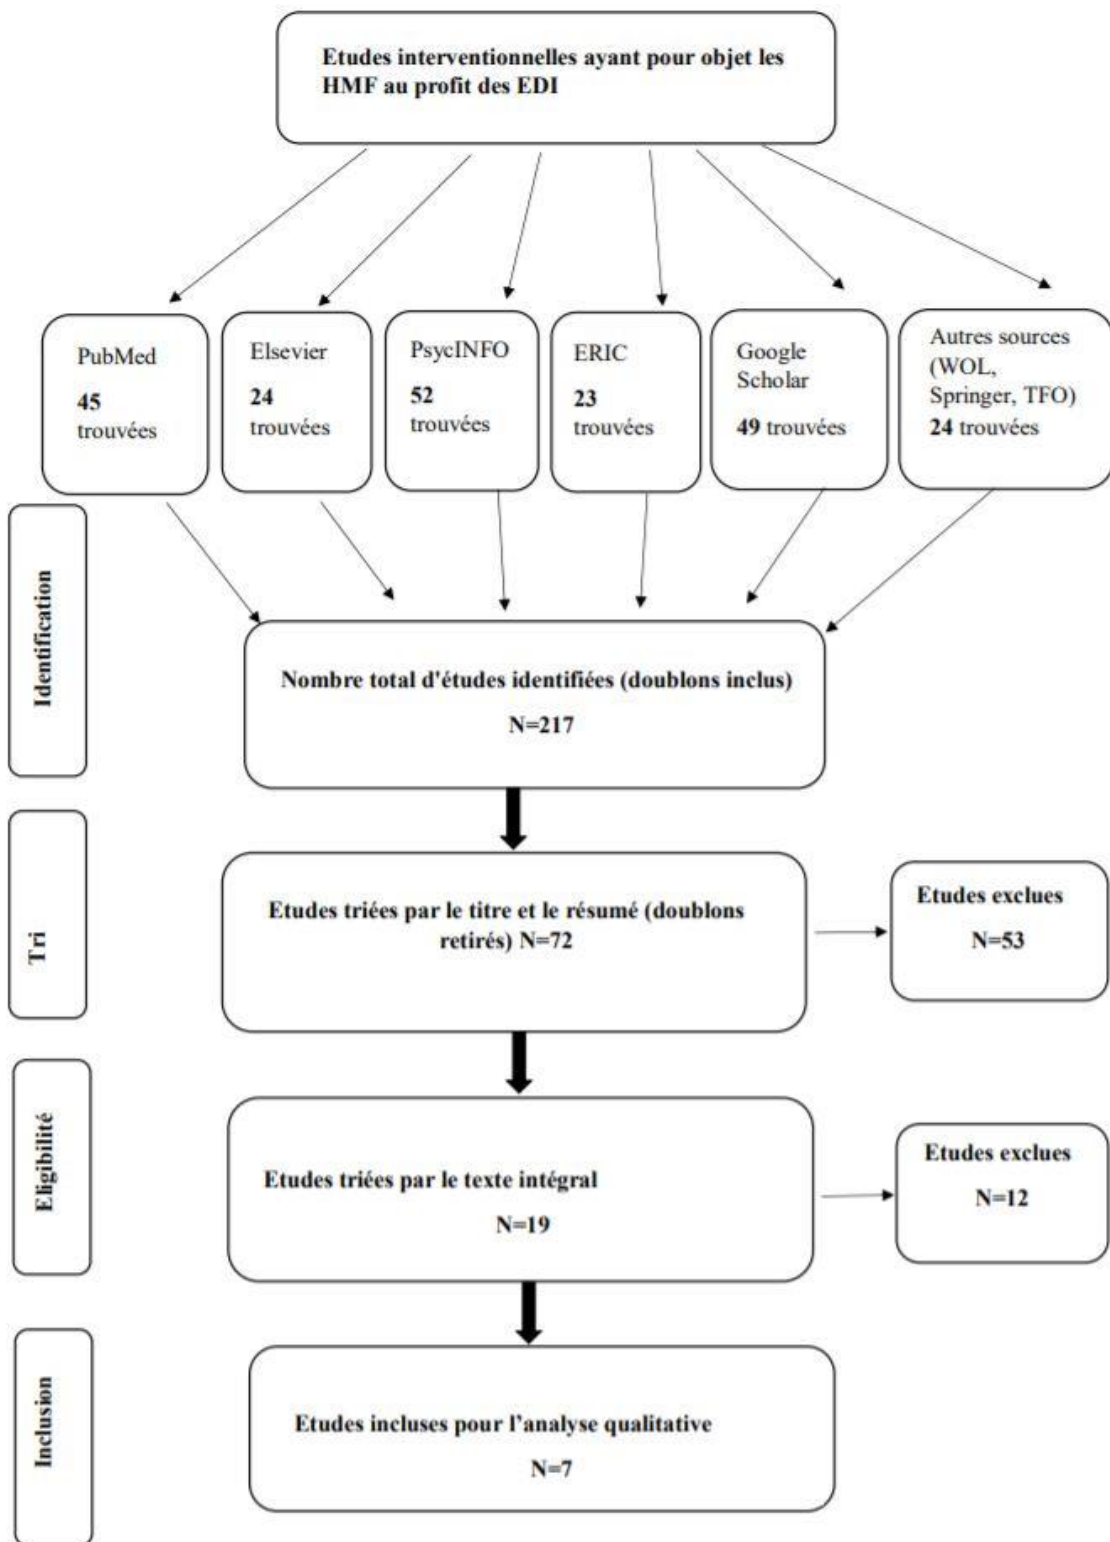 Etudes interventionnelles ayant pour objet les
HMF au profit des EDI
PubMed
45
trouvées
Elsevier
24
trouvées
PsycINFO
52
trouvées
ERIC
23
trouvées
Google
Scholar
49 trouvées
Autres sources
(WOL,
Springer, TFO)
24 trouvées
Identification
Nombre total d'études identifiées (doublons inclus)
N=217
Tri
Etudes triées par le titre et le résumé (doublons
retirés) N=72
Etudes exclues
N=53
Eligibilité
Etudes triées par le texte intégral
N=19
Etudes exclues
N=12
Inclusion
Etudes incluses pour l’analyse qualitative
N=7